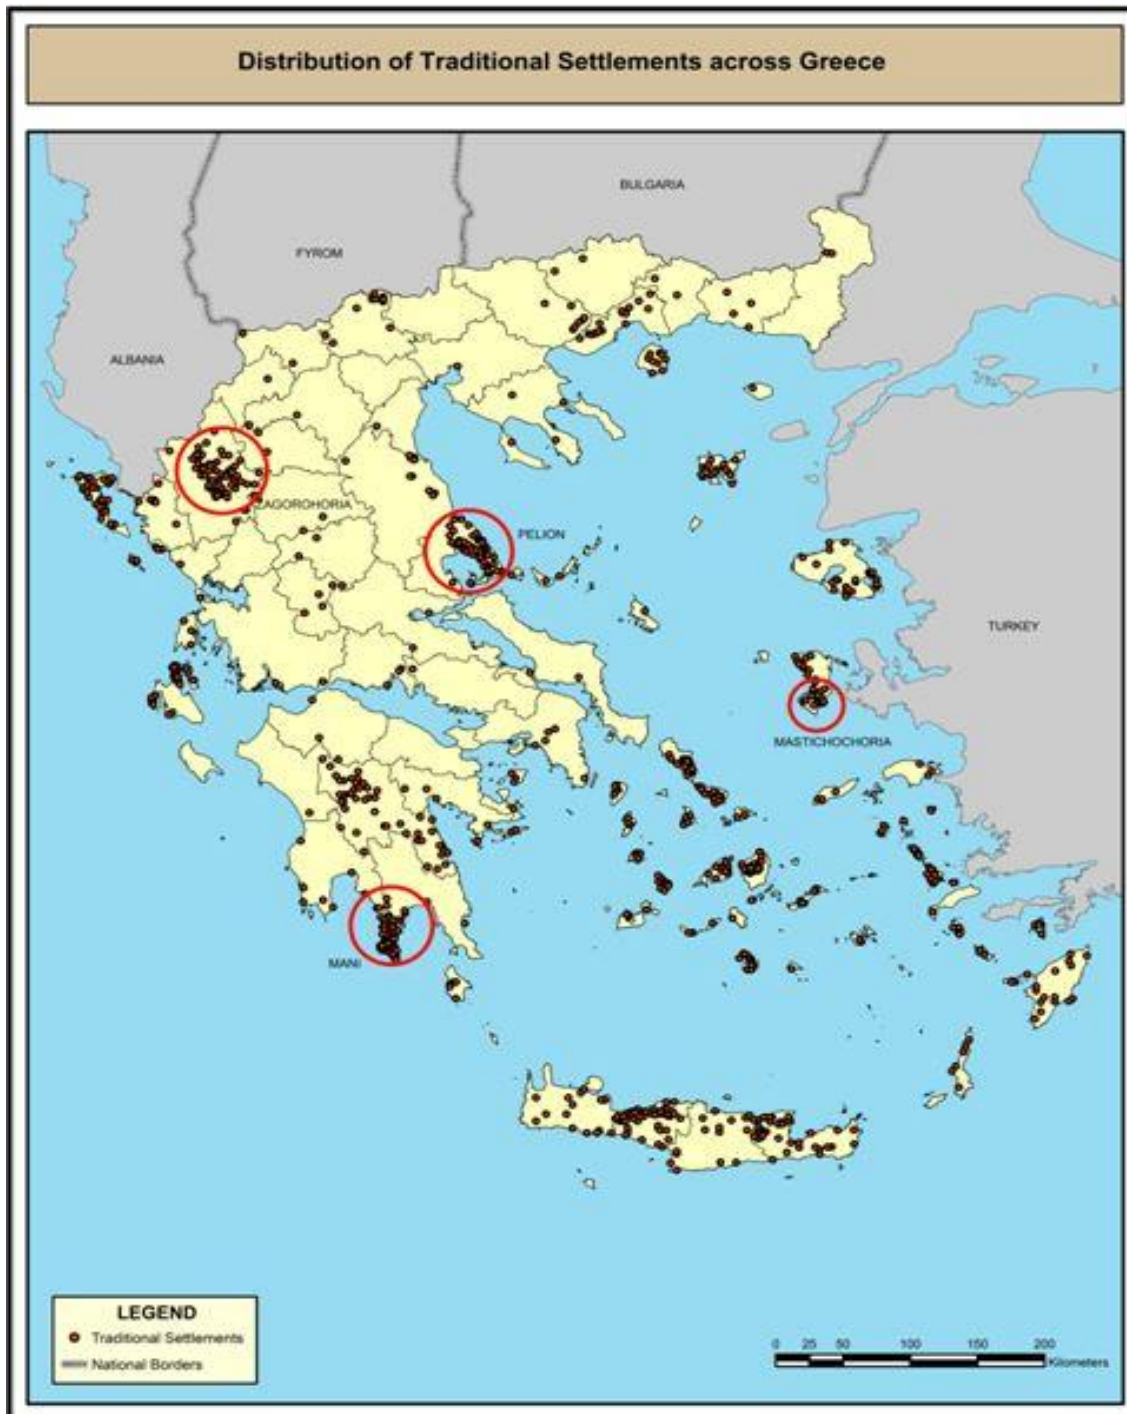 Distribution of Traditional Settlements across Greece
BULGARIA
FYROM
ALBANIA
ZAGOROHORIA
PELION
TURKEY
MASTICHOCHORIA
MANI
LEGEND
Traditional Settlements
National Borders
0 25 50 100 150 200
Kilometers